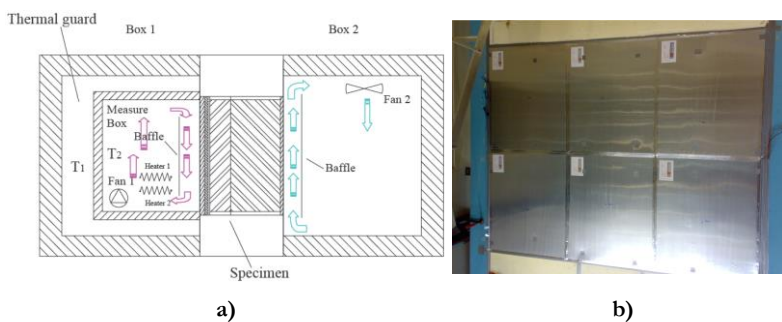 Thermal guard
Box 1
Box 2
Measure
Box
Baffle
T1
T2
Heater 1
Fan 1
Heater 2
Fan 2
Baffle
Specimen
a)
b)